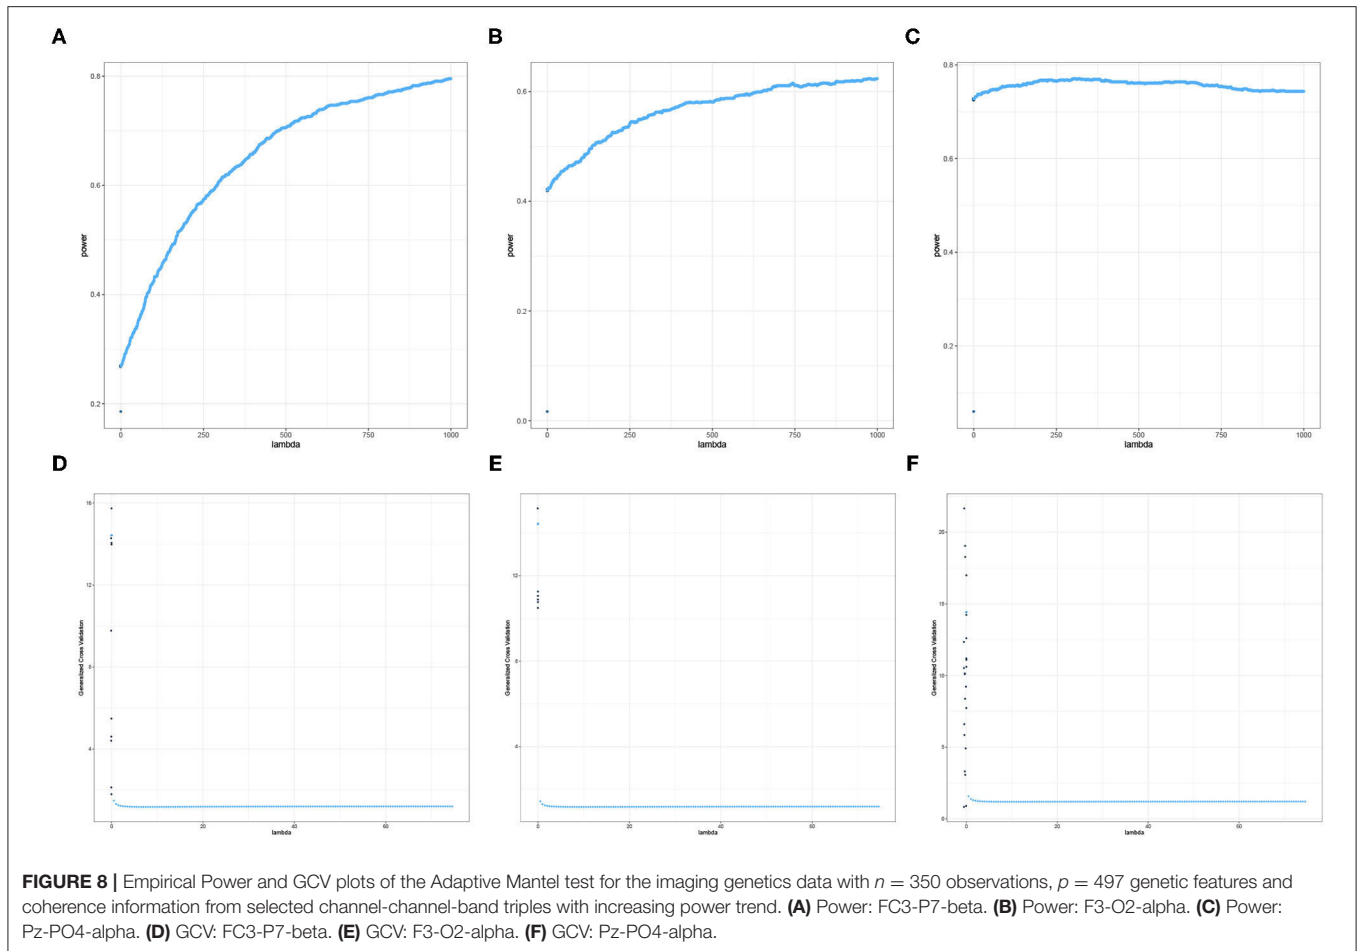 A
B
C
0.8
0.6
0.4
0.2
power
0 250 500 750 1000
lambda
0.6
0.4
0.2
0.0
power
0 250 500 750 1000
lambda
0.8
0.6
0.4
0.2
power
0 250 500 750 1000
lambda
D
E
F
16
12
8
4
Generalized Cross Validation
0 20 40 60
lambda
12
8
4
Generalized Cross Validation
0 20 40 60
lambda
20
15
10
5
0
Generalized Cross Validation
0 20 40 60
lambda
FIGURE 8 | Empirical Power and GCV plots of the Adaptive Mantel test for the imaging genetics data with n = 350 observations, p = 497 genetic features and
coherence information from selected channel-channel-band triples with increasing power trend. (A) Power: FC3-P7-beta. (B) Power: F3-O2-alpha. (C) Power:
Pz-PO4-alpha. (D) GCV: FC3-P7-beta. (E) GCV: F3-O2-alpha. (F) GCV: Pz-PO4-alpha.